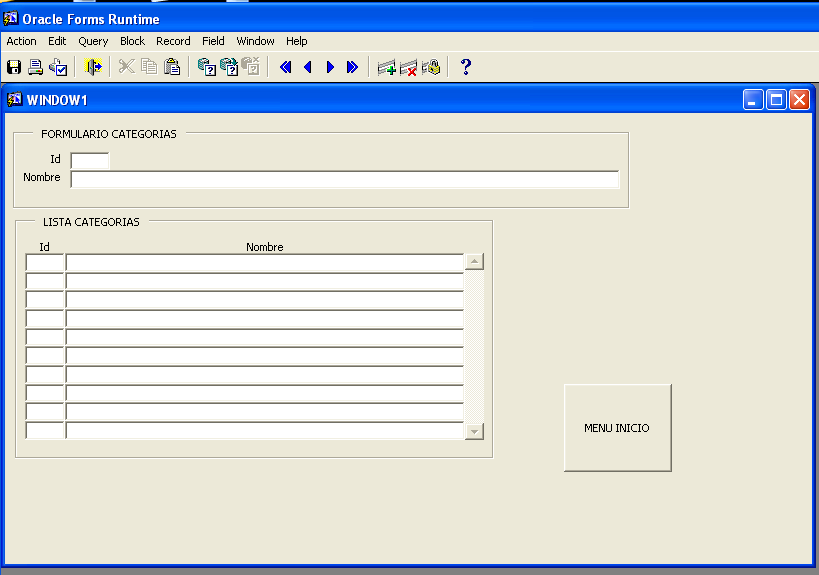 Oracle Forms Runtime
Action Edit Query Block Record Field Window Help
WINDOW1
FORMULARIO CATEGORIAS
Id
Nombre
LISTA CATEGORIAS
Id Nombre
MENU INICIO